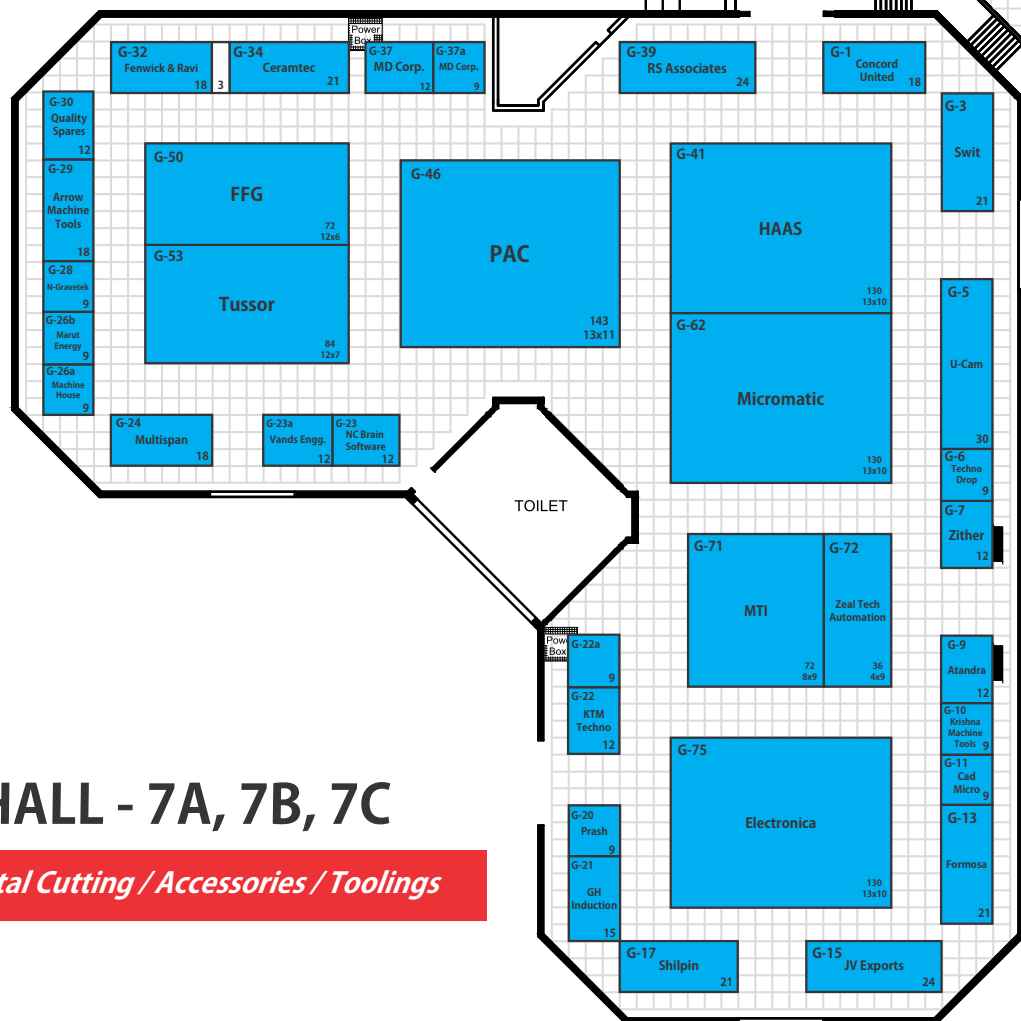 Power
Box
G-32
Fenwick & Ravi
18
3
G-34
Ceramtec
21
G-37
MD Corp.
12
G-37a
MD Corp.
9
G-39
RS Associates
24
G-1
Concord
United
18
G-30
Quality
Spares
12
G-29
Arrow
Machine
Tools
18
G-28
N-Gravetek
9
G-26b
Marut
Energy
9
G-26a
Machine
House
9
G-50
FFG
72
12x6
G-53
Tussor
84
12x7
G-46
PAC
143
13x11
G-41
HAAS
130
13x10
G-62
Micromatic
130
13x10
G-3
Swit
21
G-5
U-Cam
30
G-6
Techno
Drop
9
G-7
Zither
12
G-24
Multispan
18
G-23a
Vands Engg.
12
G-23
NC Brain
Software
12
TOILET
G-71
MTI
72
8x9
G-72
Zeal Tech
Automation
36
4x9
Pow
Box
G-22a
9
G-22
KTM
Techno
12
G-9
Atandra
12
G-10
Krishna
Machine
Tools
9
G-11
Cad
Micro
9
G-13
Formosa
21
G-75
Electronica
130
13x10
G-20
Prash
9
G-21
GH
Induction
15
G-17
Shilpin
21
G-15
JV Exports
24
HALL - 7A, 7B, 7C
tal Cutting / Accessories / Toolings